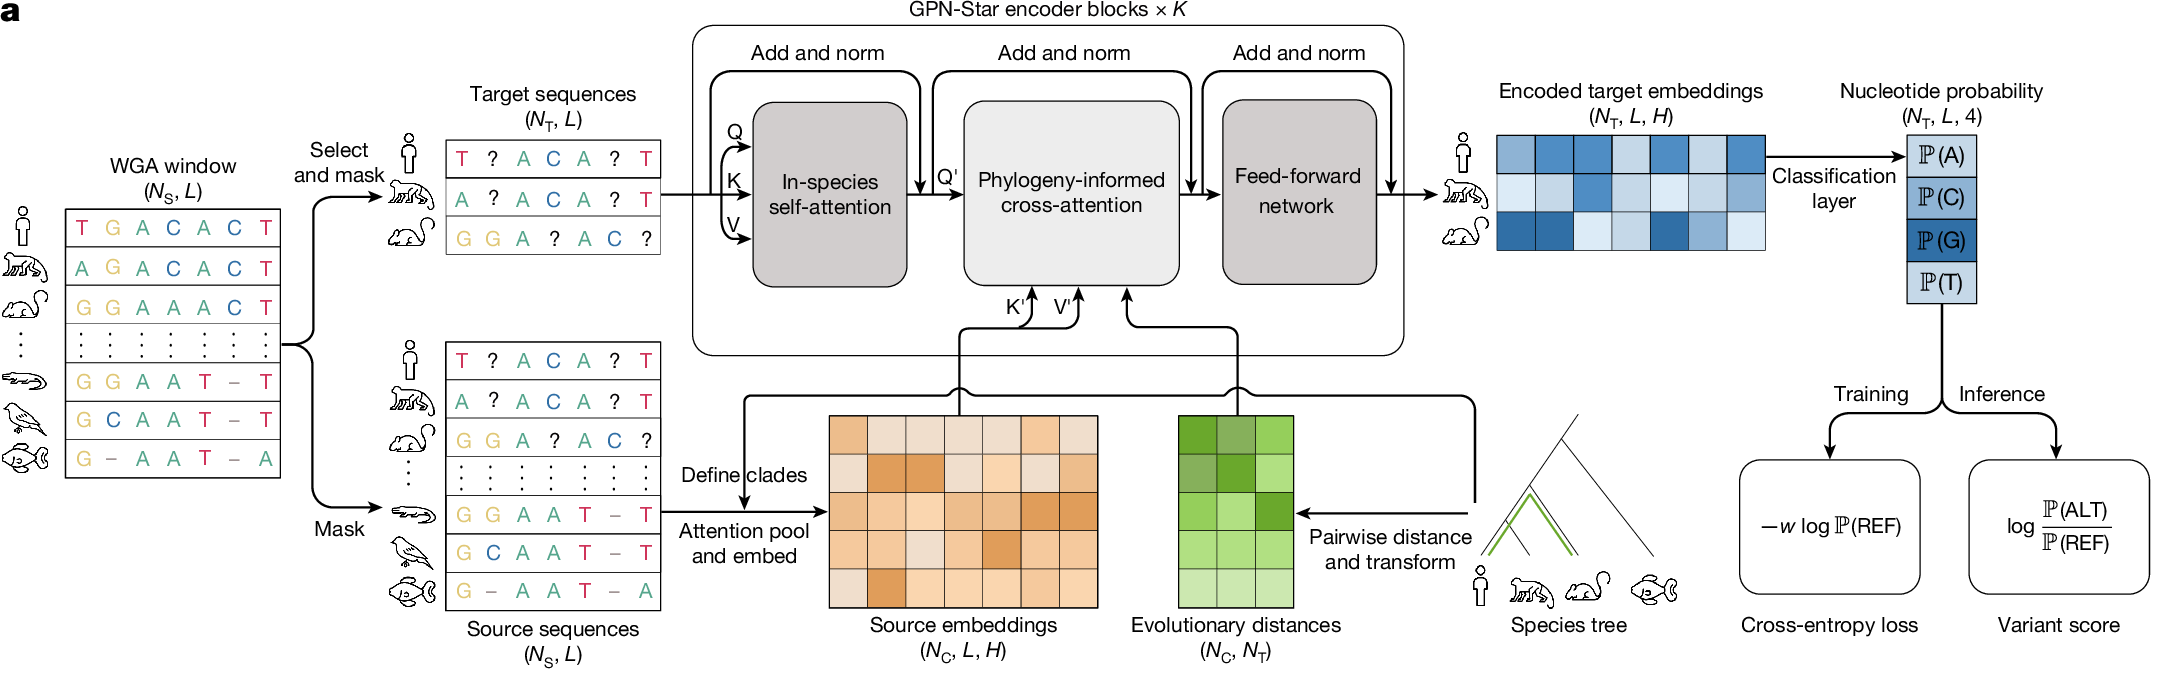 a
GPN-Star encoder blocks × K
Add and norm
Add and norm
Add and norm
WGA window
(N_S, L)
T G A C A C T
A G A C A C T
G G A A A C T
G G A A T – T
G C A A T – T
G – A A T – A
Select
and mask
Mask
Target sequences
(N_T, L)
T ? A C A ? T
A ? A C A ? T
G G A ? A C ?
Q
K
V
In-species
self-attention
Q'
Phylogeny-informed
cross-attention
Feed-forward
network
K'
V'
Encoded target embeddings
(N_T, L, H)
Classification
layer
Nucleotide probability
(N_T, L, 4)
ℙ(A)
ℙ(C)
ℙ(G)
ℙ(T)
T ? A C A ? T
A ? A C A ? T
G G A ? A C ?
G G A A T – T
G C A A T – T
G – A A T – A
Source sequences
(N_S, L)
Define clades
Attention pool
and embed
Source embeddings
(N_C, L, H)
Evolutionary distances
(N_C, N_T)
Pairwise distance
and transform
Species tree
Training
Inference
−w log ℙ(REF)
Cross-entropy loss
log ℙ(ALT)
ℙ(REF)
Variant score